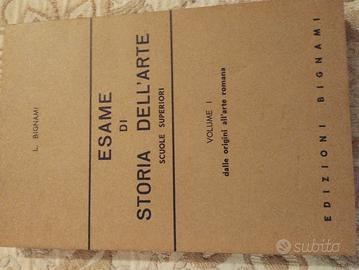 L. BIGNAMI
ESAME
DI
STORIA DELL'ARTE
SCUOLE SUPERIORI
VOLUME I
dalle origini all'arte romana
EDIZIONI BIGNAMI
subito